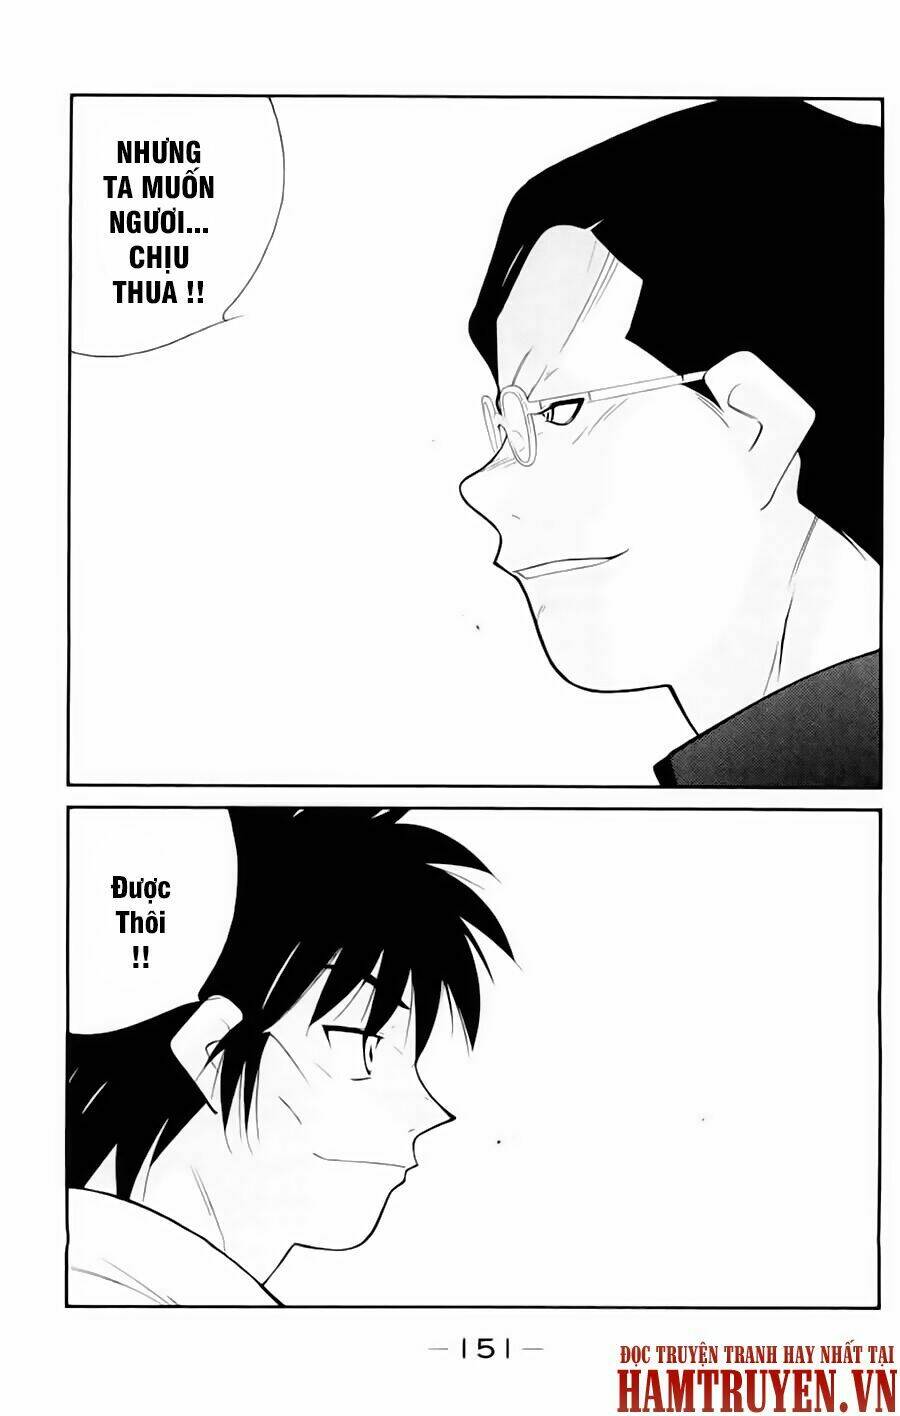 NHƯNG
TA MUỐN
NGƯƠI...
CHỊU
THUA !!
Được
Thôi
!!
151
ĐỌC TRUYỆN TRANH HAY NHẤT TẠI
HAMTRUYEN.VN